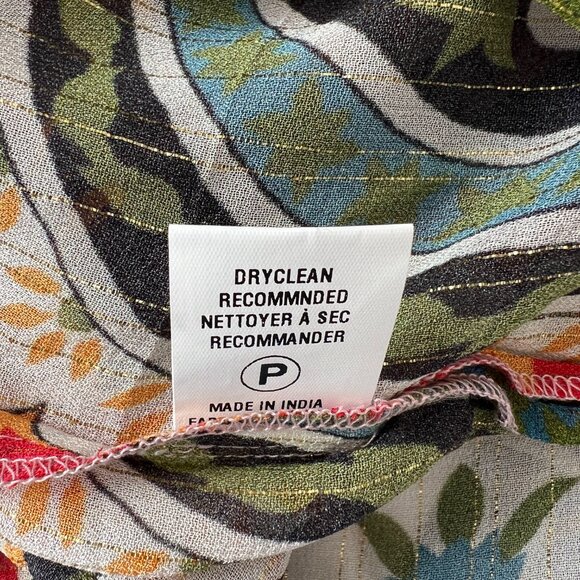 DRYCLEAN
RECOMMNDED
NETTOYER À SEC
RECOMMANDER
P
MADE IN INDIA